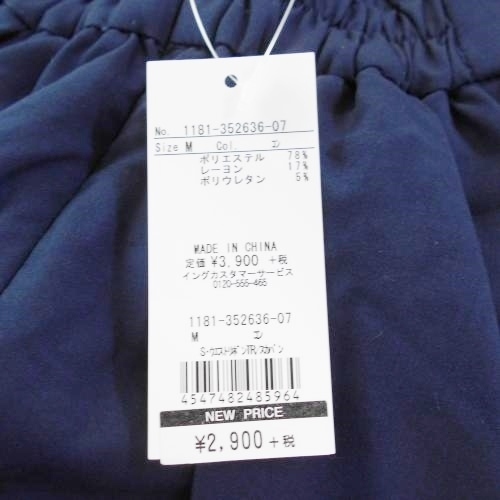 No. 1181-352636-07
Size M Col. ｺﾝ
ポリエステル 78%
レーヨン 17%
ポリウレタン 5%
MADE IN CHINA
定価 ¥3,900 +税
イングカスタマーサービス
0120-555-465
1181-352636-07
M ｺﾝ
4547482485964
NEW PRICE
¥2,900 +税